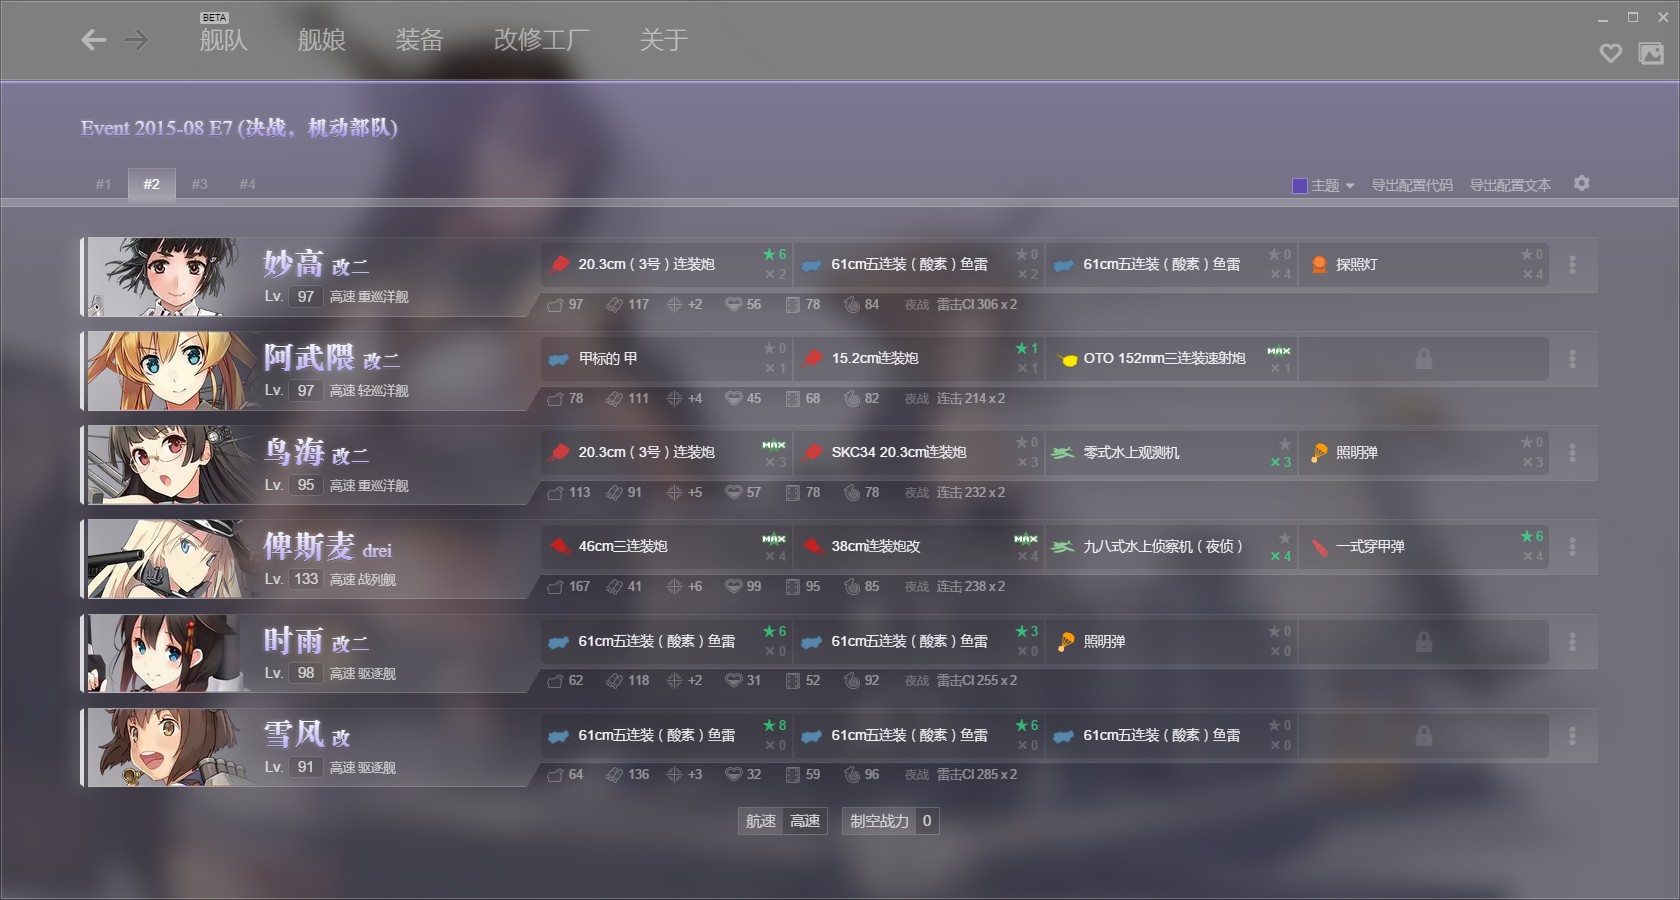 BETA
舰队 舰娘 装备 改修工厂 关于
Event 2015-08 E7 (决战，机动部队)
#1 #2 #3 #4 主题 导出配置代码 导出配置文本
妙高 改二
Lv. 97 高速 重巡洋舰
20.3cm（3号）连装炮 ★6 ×2 61cm五连装（酸素）鱼雷 ★0 ×2 61cm五连装（酸素）鱼雷 ★0 ×4 探照灯 ★0 ×4
97 117 +2 56 78 84 夜战 雷击CI 306 x 2
阿武隈 改二
Lv. 97 高速 轻巡洋舰
甲标的 甲 ★0 ×1 15.2cm连装炮 ★1 ×1 OTO 152mm三连装速射炮 MAX ×1
78 111 +4 45 68 82 夜战 连击 214 x 2
鸟海 改二
Lv. 95 高速 重巡洋舰
20.3cm（3号）连装炮 MAX ×3 SKC34 20.3cm连装炮 ★0 ×3 零式水上观测机 ★ ×3 照明弹 ★0 ×3
113 91 +5 57 78 78 夜战 连击 232 x 2
俾斯麦 drei
Lv. 133 高速 战列舰
46cm三连装炮 MAX ×4 38cm连装炮改 MAX ×4 九八式水上侦察机（夜侦） ★ ×4 一式穿甲弹 ★6 ×4
167 41 +6 99 95 85 夜战 连击 238 x 2
时雨 改二
Lv. 98 高速 驱逐舰
61cm五连装（酸素）鱼雷 ★6 ×0 61cm五连装（酸素）鱼雷 ★3 ×0 照明弹 ★0 ×0
62 118 +2 31 52 92 夜战 雷击CI 255 x 2
雪风 改
Lv. 91 高速 驱逐舰
61cm五连装（酸素）鱼雷 ★8 ×0 61cm五连装（酸素）鱼雷 ★6 ×0 61cm五连装（酸素）鱼雷 ★0 ×0
64 136 +3 32 59 96 夜战 雷击CI 285 x 2
航速 高速 制空战力 0